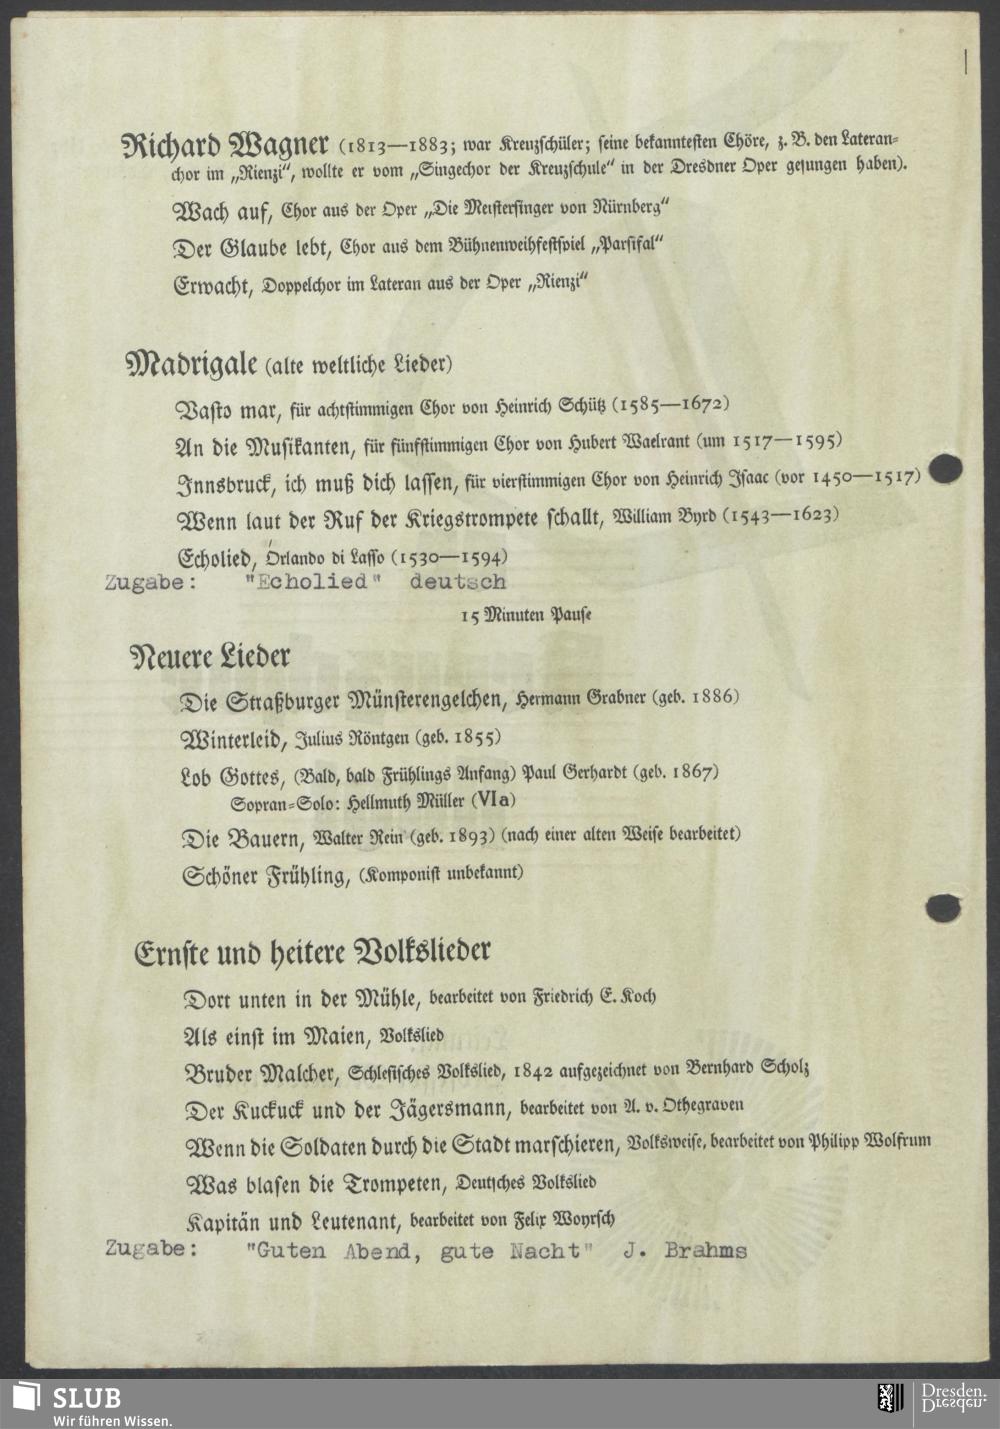 Richard Wagner (1813—1883; war Kreuzschüler; seine bekanntesten Chöre, z. B. den Lateran=
chor im „Rienzi“, wollte er vom „Singechor der Kreuzschule“ in der Dresdner Oper gesungen haben).
Wach auf, Chor aus der Oper „Die Meistersinger von Nürnberg“
Der Glaube lebt, Chor aus dem Bühnenweihfestspiel „Parsifal“
Erwacht, Doppelchor im Lateran aus der Oper „Rienzi“
Madrigale (alte weltliche Lieder)
Vasto mar, für achtstimmigen Chor von Heinrich Schütz (1585—1672)
An die Musikanten, für fünfstimmigen Chor von Hubert Waelrant (um 1517—1595)
Innsbruck, ich muß dich lassen, für vierstimmigen Chor von Heinrich Isaac (vor 1450—1517)
Wenn laut der Ruf der Kriegstrompete schallt, William Byrd (1543—1623)
Echolied, Orlando di Lasso (1530—1594)
Zugabe: "Echolied" deutsch
15 Minuten Pause
Neuere Lieder
Die Straßburger Münsterengelchen, Hermann Grabner (geb. 1886)
Winterleid, Julius Röntgen (geb. 1855)
Lob Gottes, (Bald, bald Frühlings Anfang) Paul Gerhardt (geb. 1867)
Sopran=Solo: Hellmuth Müller (VIa)
Die Bauern, Walter Rein (geb. 1893) (nach einer alten Weise bearbeitet)
Schöner Frühling, (Komponist unbekannt)
Ernste und heitere Volkslieder
Dort unten in der Mühle, bearbeitet von Friedrich E. Koch
Als einst im Maien, Volkslied
Bruder Malcher, Schlesisches Volkslied, 1842 aufgezeichnet von Bernhard Scholz
Der Kuckuck und der Jägersmann, bearbeitet von A. v. Othegraven
Wenn die Soldaten durch die Stadt marschieren, Volksweise, bearbeitet von Philipp Wolfrum
Was blasen die Trompeten, Deutsches Volkslied
Kapitän und Leutenant, bearbeitet von Felix Woyrsch
Zugabe: "Guten Abend, gute Nacht" J. Brahms
SLUB
Wir führen Wissen.
Dresden.
Dresden.